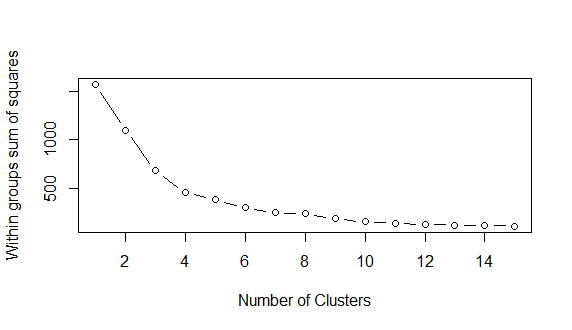 Within groups sum of squares
1000
500
2 4 6 8 10 12 14
Number of Clusters